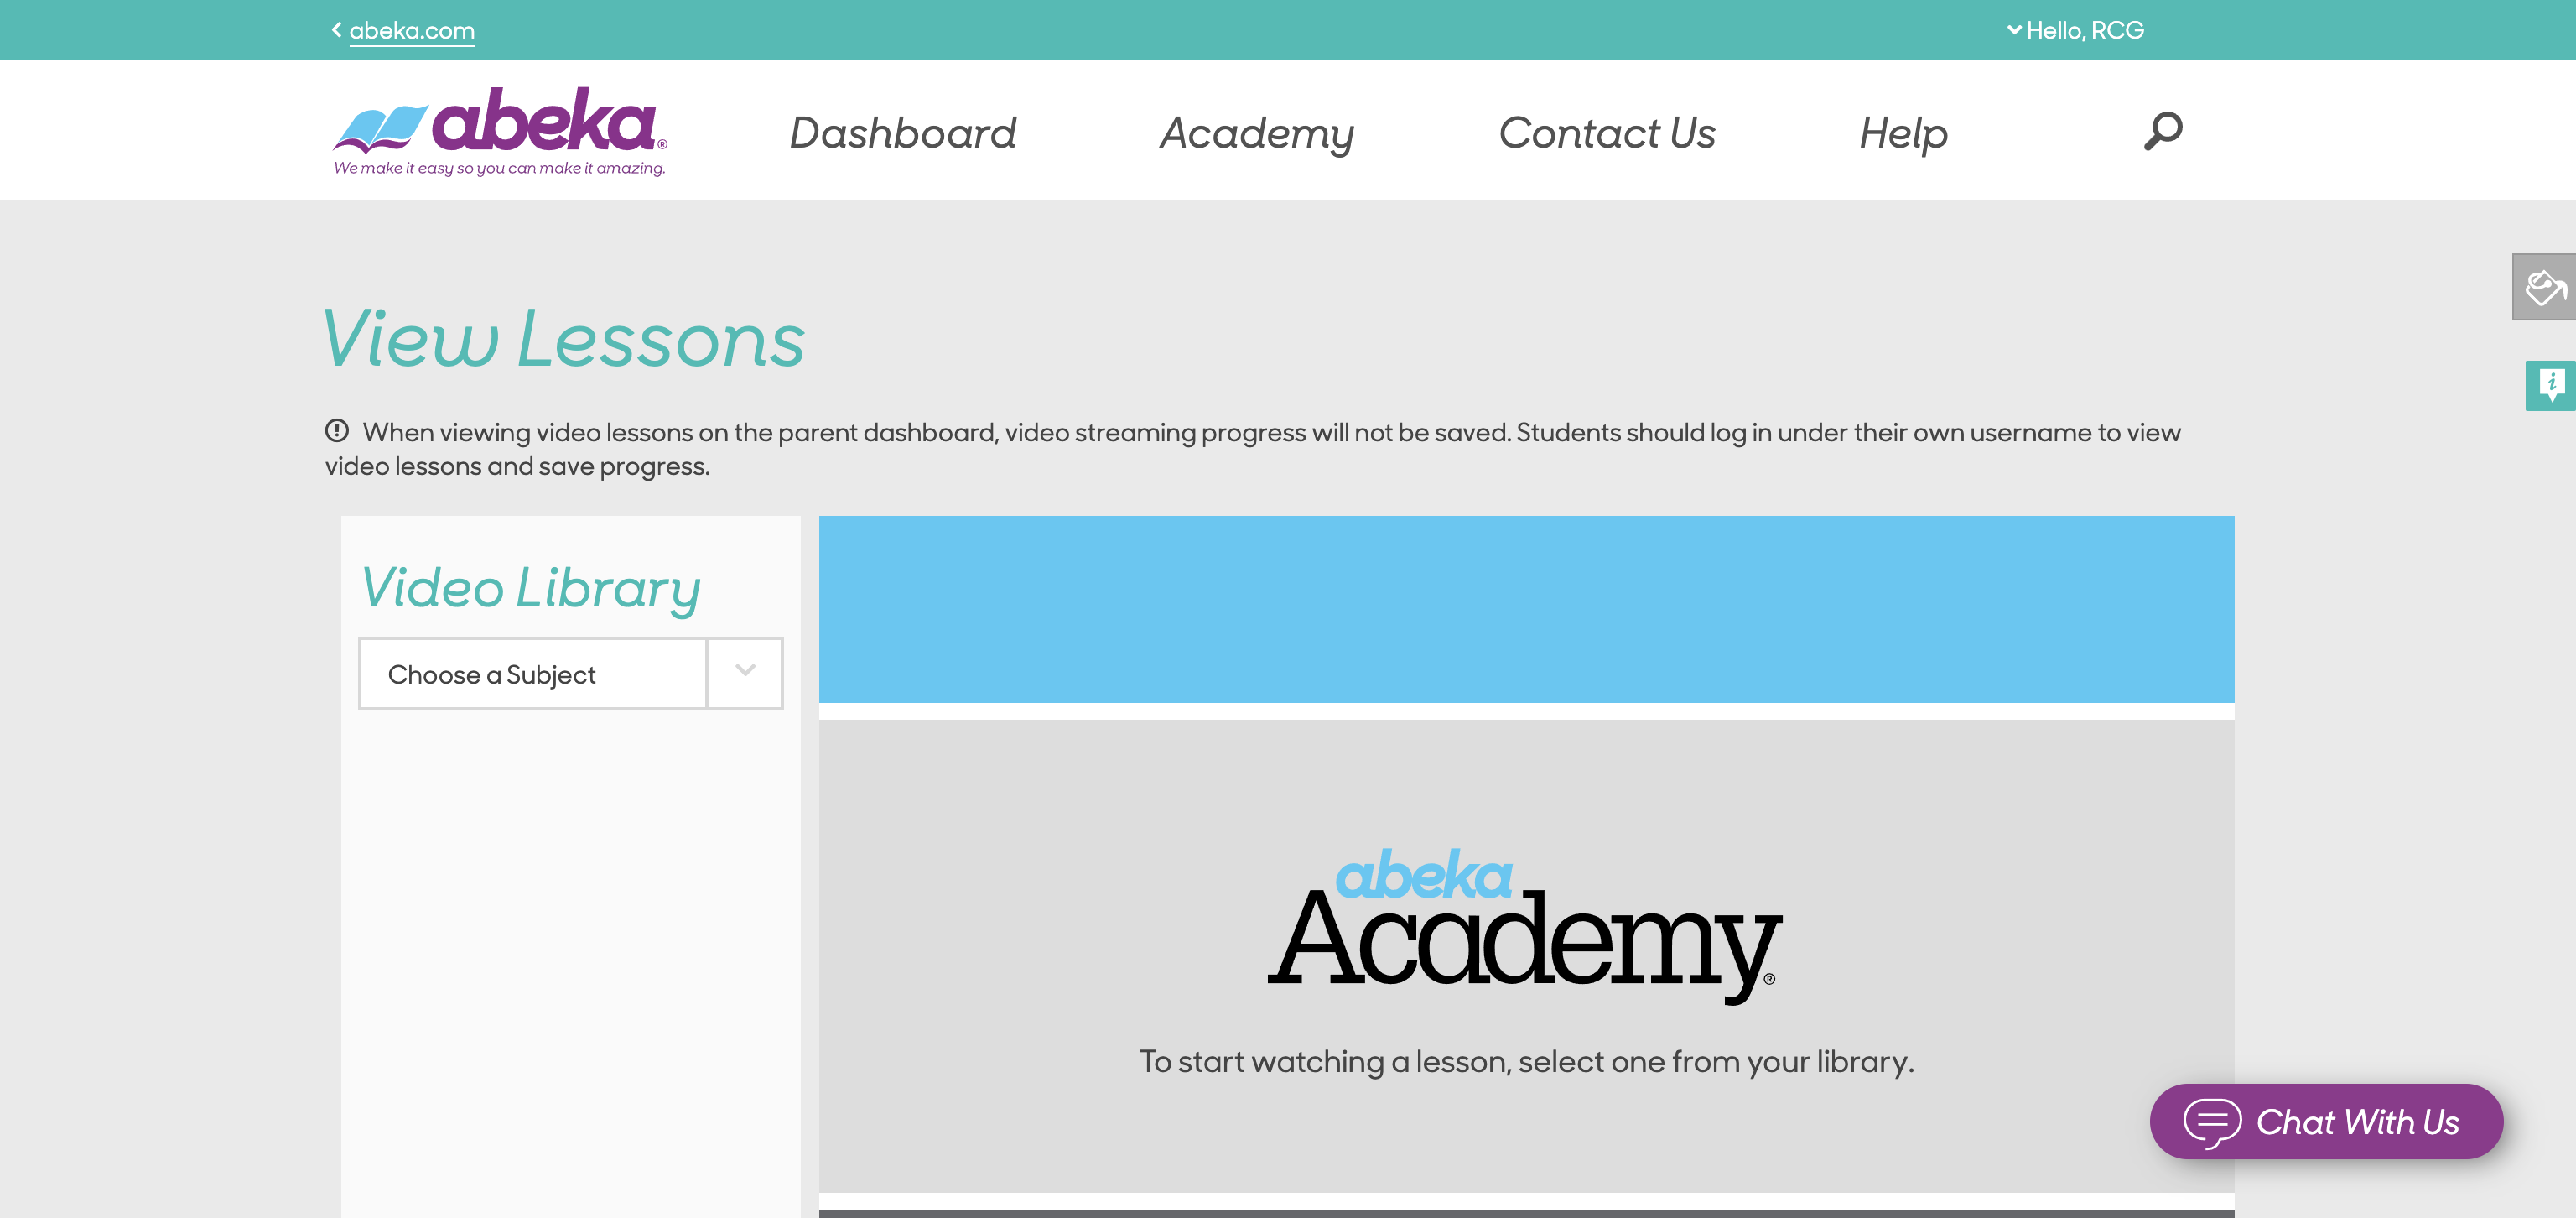 abeka.com
Hello, RCG
abeka®
We make it easy so you can make it amazing.
Dashboard
Academy
Contact Us
Help
View Lessons
When viewing video lessons on the parent dashboard, video streaming progress will not be saved. Students should log in under their own username to view
video lessons and save progress.
Video Library
Choose a Subject
abeka
Academy®
To start watching a lesson, select one from your library.
Chat With Us